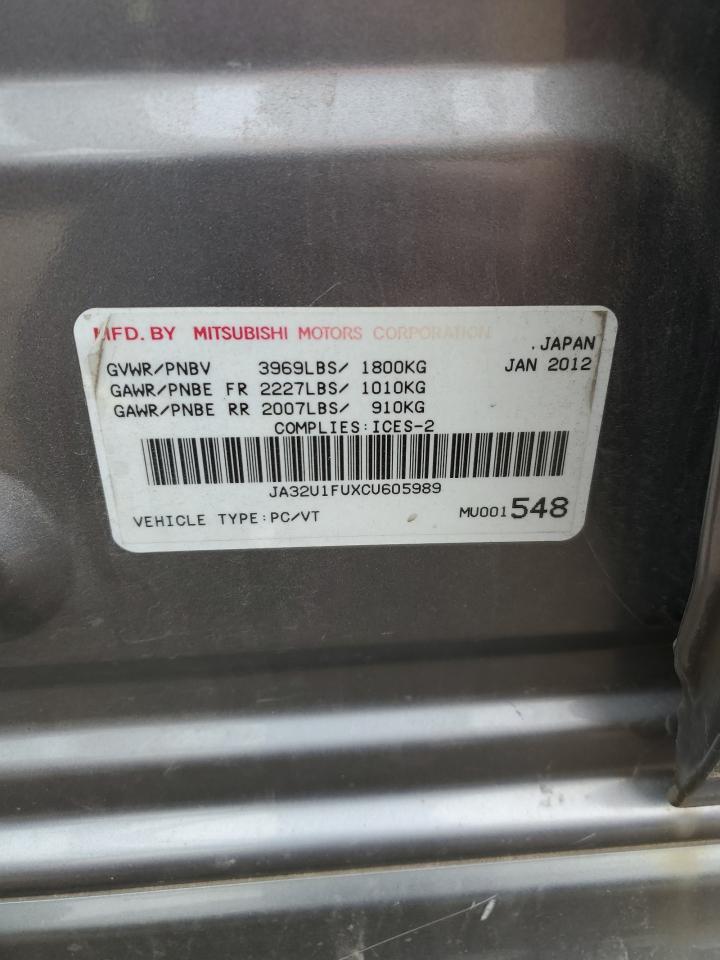 MFD. BY MITSUBISHI MOTORS CORPORATION
.JAPAN
GVWR/PNBV 3969LBS/ 1800KG JAN 2012
GAWR/PNBE FR 2227LBS/ 1010KG
GAWR/PNBE RR 2007LBS/ 910KG
COMPLIES:ICES-2
JA32U1FUXCU605989
VEHICLE TYPE:PC/VT MU001548